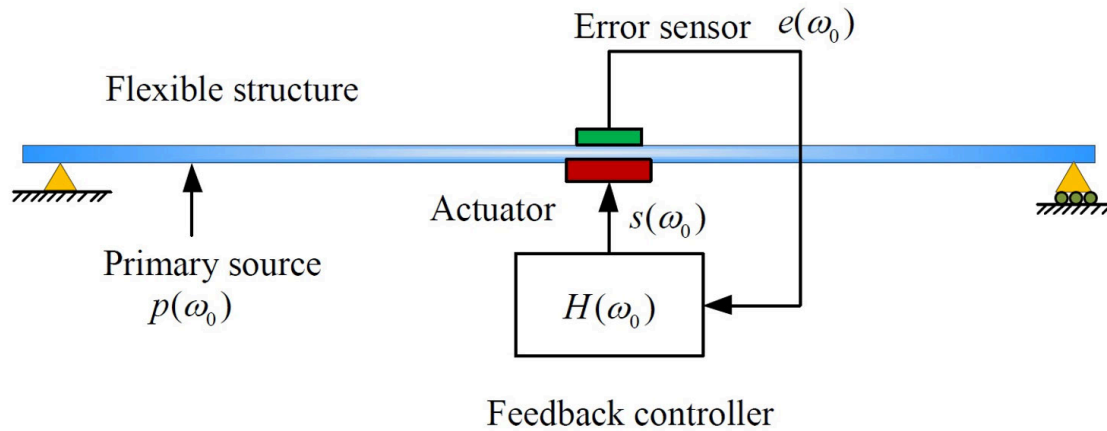 Error sensor e(ω₀)
Flexible structure
Actuator
s(ω₀)
Primary source
p(ω₀)
H(ω₀)
Feedback controller